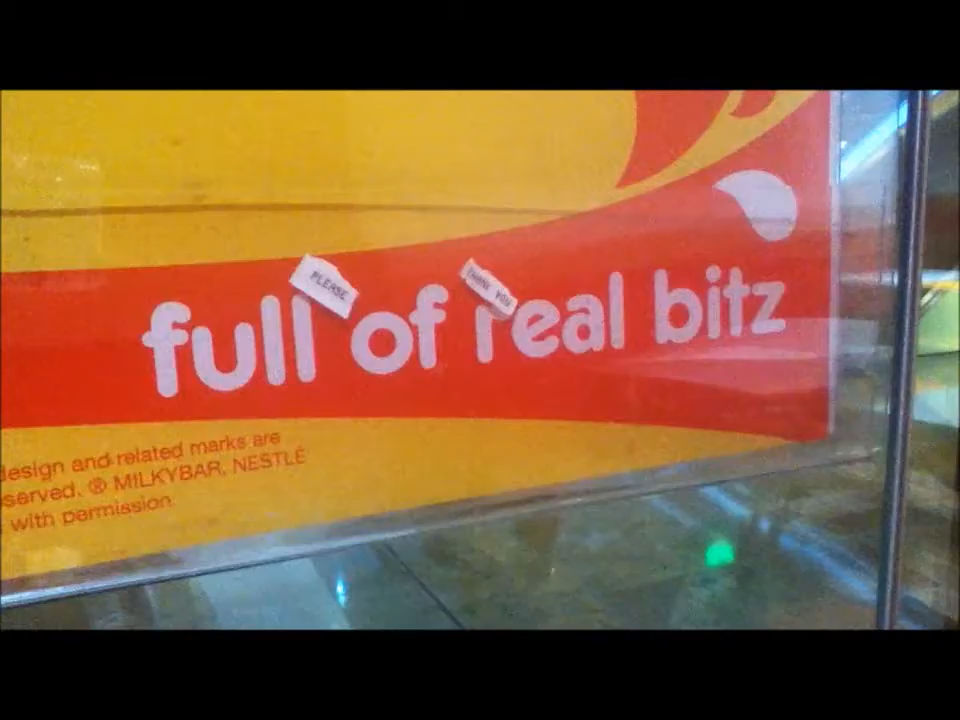 PLEASE
THANK YOU
full of real bitz
design and related marks are
served. ® MILKYBAR, NESTLÉ
with permission.